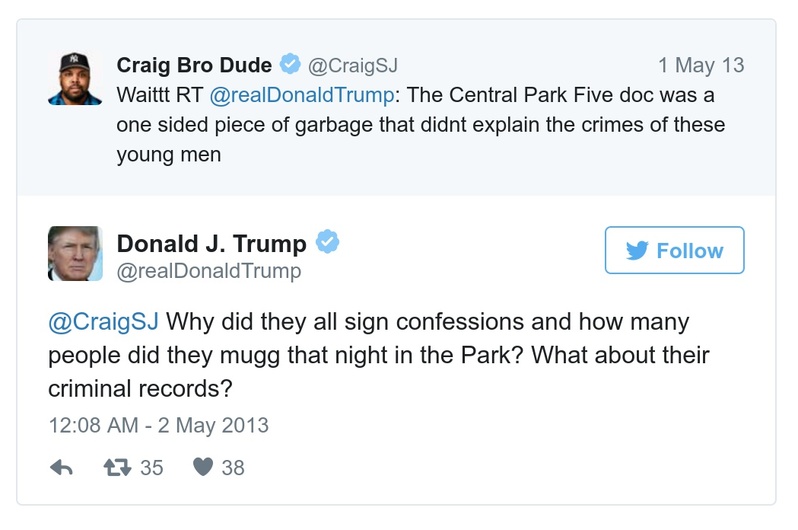 Craig Bro Dude @CraigSJ 1 May 13
Waittt RT @realDonaldTrump: The Central Park Five doc was a
one sided piece of garbage that didnt explain the crimes of these
young men
Donald J. Trump
@realDonaldTrump
Follow
@CraigSJ Why did they all sign confessions and how many
people did they mugg that night in the Park? What about their
criminal records?
12:08 AM - 2 May 2013
35 38